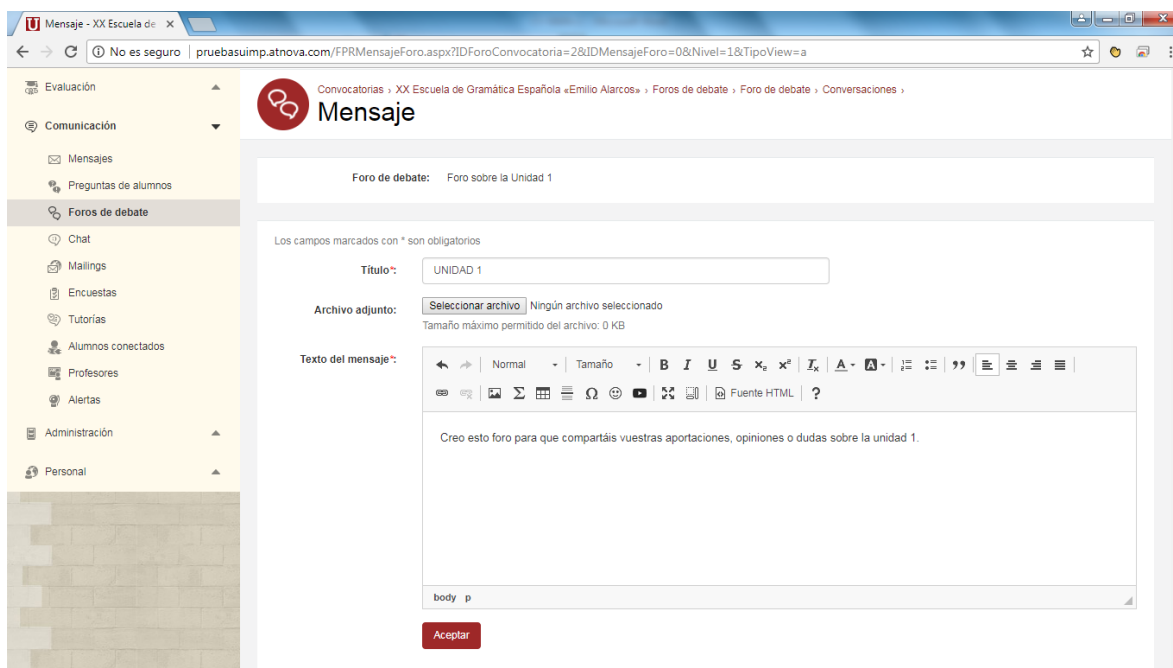 Mensaje - XX Escuela de
No es seguro | pruebasuimp.atnova.com/FPRMensajeForo.aspx?IDForoConvocatoria=2&IDMensajeForo=0&Nivel=1&TipoView=a
Evaluación
Comunicación
Mensajes
Preguntas de alumnos
Foros de debate
Chat
Mailings
Encuestas
Tutorías
Alumnos conectados
Profesores
Alertas
Administración
Personal
Convocatorias › XX Escuela de Gramática Española «Emilio Alarcos» › Foros de debate › Foro de debate › Conversaciones ›
Mensaje
Foro de debate: Foro sobre la Unidad 1
Los campos marcados con * son obligatorios
Título*: UNIDAD 1
Archivo adjunto: Seleccionar archivo Ningún archivo seleccionado
Tamaño máximo permitido del archivo: 0 KB
Texto del mensaje*:
Normal Tamaño B I U S x₂ x² Iₓ A A
Σ Ω Fuente HTML ?
Creo esto foro para que compartáis vuestras aportaciones, opiniones o dudas sobre la unidad 1.
body p
Aceptar